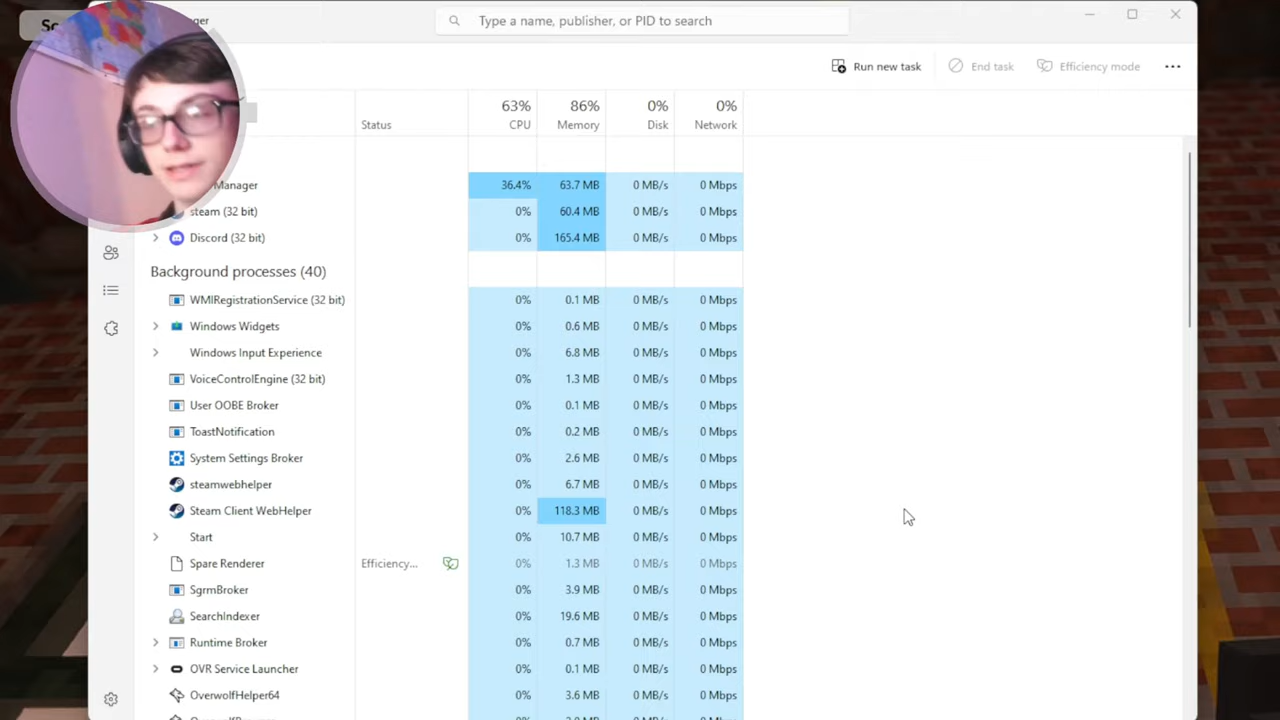 Type a name, publisher, or PID to search
Run new task
End task
Efficiency mode
63% 86% 0% 0%
Status CPU Memory Disk Network
Manager 36.4% 63.7 MB 0 MB/s 0 Mbps
steam (32 bit) 0% 60.4 MB 0 MB/s 0 Mbps
Discord (32 bit) 0% 165.4 MB 0 MB/s 0 Mbps
Background processes (40)
WMIRegistrationService (32 bit) 0% 0.1 MB 0 MB/s 0 Mbps
Windows Widgets 0% 0.6 MB 0 MB/s 0 Mbps
Windows Input Experience 0% 6.8 MB 0 MB/s 0 Mbps
VoiceControlEngine (32 bit) 0% 1.3 MB 0 MB/s 0 Mbps
User OOBE Broker 0% 0.1 MB 0 MB/s 0 Mbps
ToastNotification 0% 0.2 MB 0 MB/s 0 Mbps
System Settings Broker 0% 2.6 MB 0 MB/s 0 Mbps
steamwebhelper 0% 6.7 MB 0 MB/s 0 Mbps
Steam Client WebHelper 0% 118.3 MB 0 MB/s 0 Mbps
Start 0% 10.7 MB 0 MB/s 0 Mbps
Spare Renderer Efficiency... 0% 1.3 MB 0 MB/s 0 Mbps
SgrmBroker 0% 3.9 MB 0 MB/s 0 Mbps
SearchIndexer 0% 19.6 MB 0 MB/s 0 Mbps
Runtime Broker 0% 0.7 MB 0 MB/s 0 Mbps
OVR Service Launcher 0% 0.1 MB 0 MB/s 0 Mbps
OverwolfHelper64 0% 3.6 MB 0 MB/s 0 Mbps